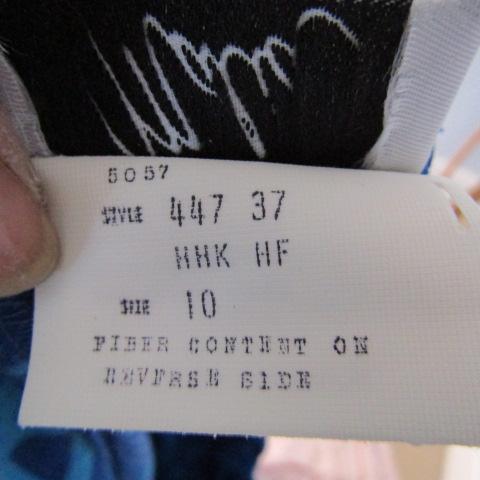 5057
STYLE 447 37
HHK HF
SIZE 10
FIBER CONTENT ON
REVERSE SIDE